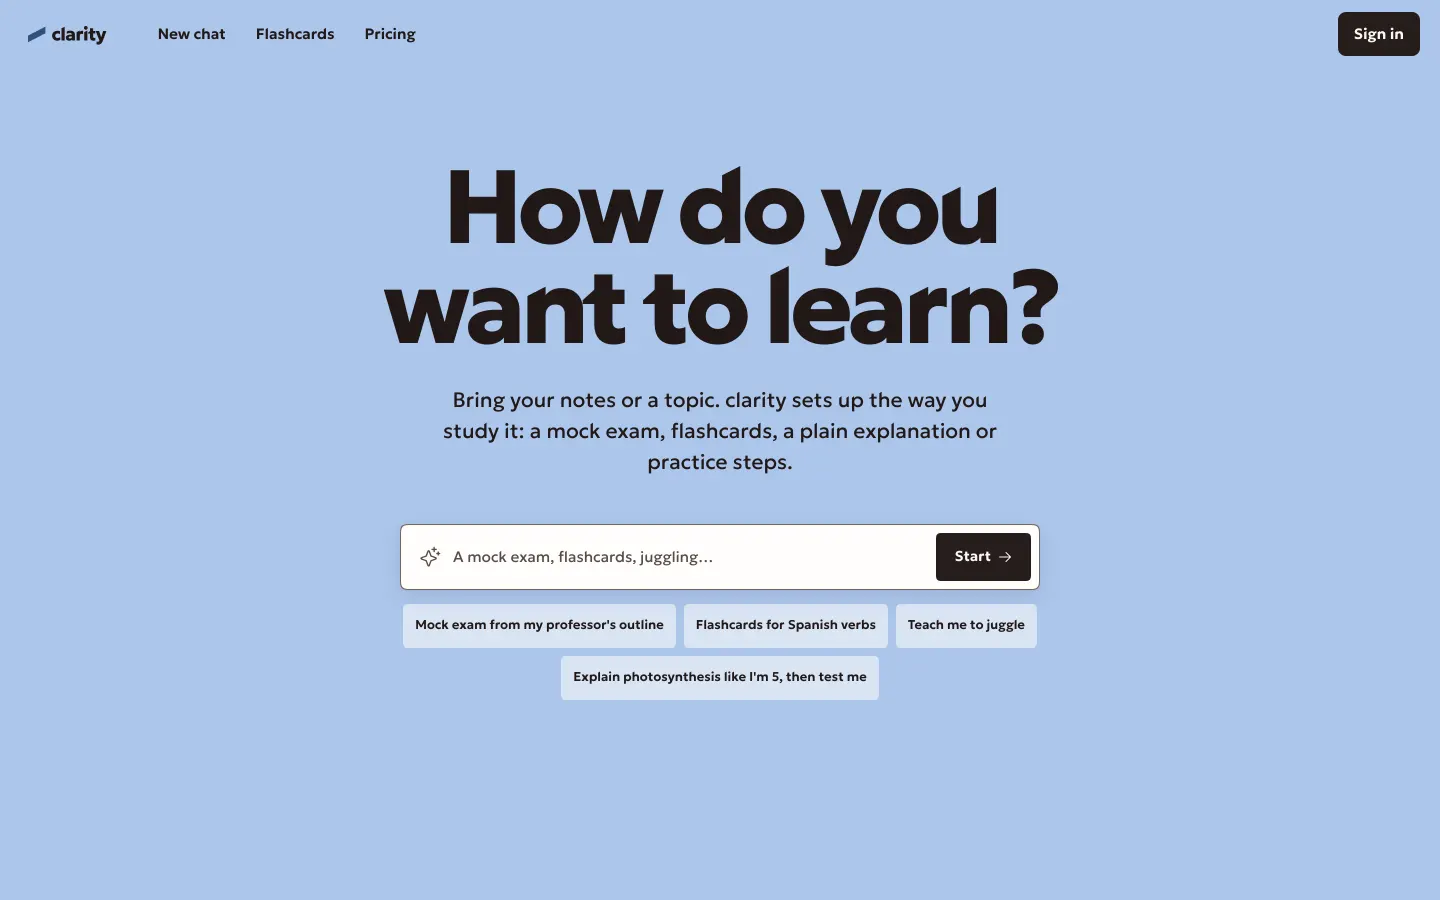 clarity
New chat
Flashcards
Pricing
Sign in
How do you
want to learn?
Bring your notes or a topic. clarity sets up the way you
study it: a mock exam, flashcards, a plain explanation or
practice steps.
A mock exam, flashcards, juggling...
Start
Mock exam from my professor's outline
Flashcards for Spanish verbs
Teach me to juggle
Explain photosynthesis like I'm 5, then test me